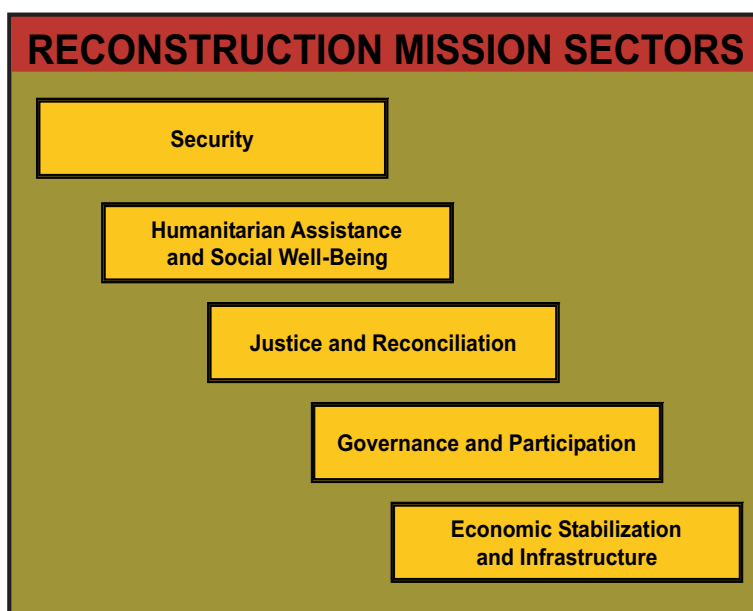 RECONSTRUCTION MISSION SECTORS
Security
Humanitarian Assistance
and Social Well-Being
Justice and Reconciliation
Governance and Participation
Economic Stabilization
and Infrastructure